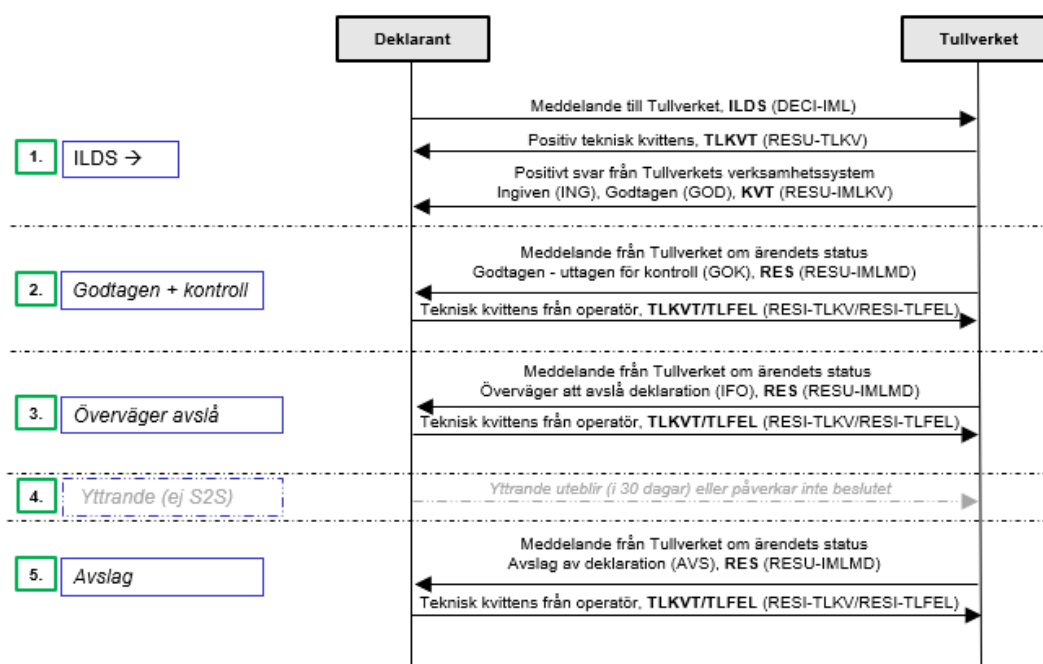 Deklarant
Tullverket
Meddelande till Tullverket, ILDS (DECI-IML)
1.
ILDS →
Positiv teknisk kvittens, TLKVT (RESU-TLKV)
Positivt svar från Tullverkets verksamhetssystem
Ingiven (ING), Godtagen (GOD), KVT (RESU-IMLKV)
2.
Godtagen + kontroll
Meddelande från Tullverket om ärendets status
Godtagen - uttagen för kontroll (GOK), RES (RESU-IMLMD)
Teknisk kvittens från operatör, TLKVT/TLFEL (RESI-TLKV/RESI-TLFEL)
3.
Överväger avslå
Meddelande från Tullverket om ärendets status
Överväger att avslå deklaration (IFO), RES (RESU-IMLMD)
Teknisk kvittens från operatör, TLKVT/TLFEL (RESI-TLKV/RESI-TLFEL)
4.
Yttrande (ej S2S)
Yttrande uteblir (i 30 dagar) eller påverkar inte beslutet
5.
Avslag
Meddelande från Tullverket om ärendets status
Avslag av deklaration (AVS), RES (RESU-IMLMD)
Teknisk kvittens från operatör, TLKVT/TLFEL (RESI-TLKV/RESI-TLFEL)